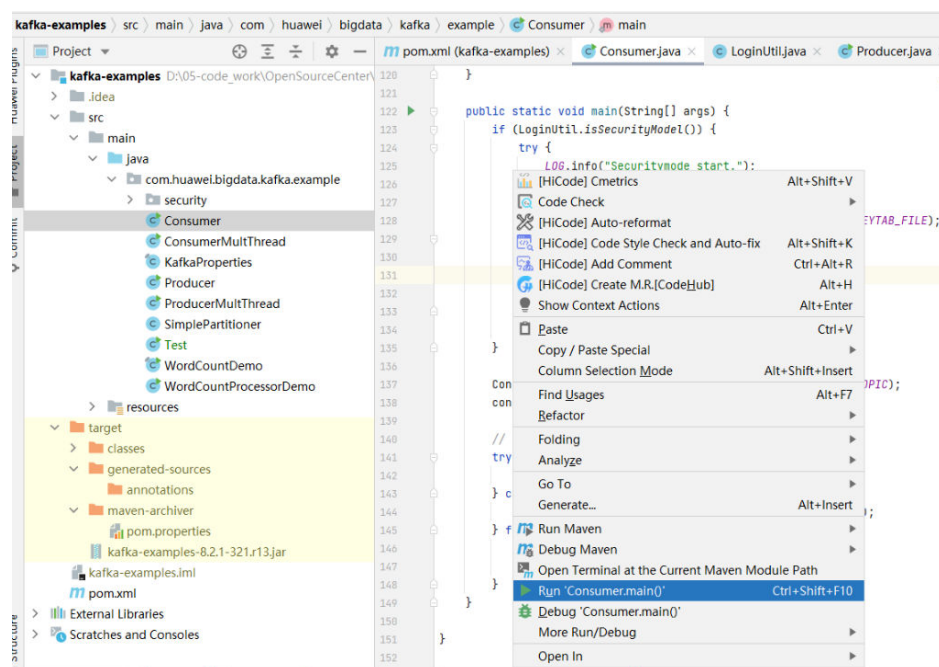 kafka-examples 〉 src 〉 main 〉 java 〉 com 〉 huawei 〉 bigdata 〉 kafka 〉 example 〉 Consumer 〉 main
Project
pom.xml (kafka-examples)
Consumer.java
LoginUtil.java
Producer.java
Huawei Plugins
Project
Commit
Structure
kafka-examples D:\05-code_work\OpenSourceCenter\
.idea
src
main
java
com.huawei.bigdata.kafka.example
security
Consumer
ConsumerMultThread
KafkaProperties
Producer
ProducerMultThread
SimplePartitioner
Test
WordCountDemo
WordCountProcessorDemo
resources
target
classes
generated-sources
annotations
maven-archiver
pom.properties
kafka-examples-8.2.1-321.r13.jar
kafka-examples.iml
pom.xml
External Libraries
Scratches and Consoles
120 }
121
122 public static void main(String[] args) {
123 if (LoginUtil.isSecurityModel()) {
124 try {
125 LOG.info("Securitymode start.");
126
127
128 EYTAB_FILE);
129
130
131
132
133
134
135 }
136
137 Con OPIC);
138 con
139
140 //
141 try
142
143 } c
144 );
145 } f
146
147
148 }
149 }
150
151 }
152
[HiCode] Cmetrics Alt+Shift+V
Code Check
[HiCode] Auto-reformat
[HiCode] Code Style Check and Auto-fix Alt+Shift+K
[HiCode] Add Comment Ctrl+Alt+R
[HiCode] Create M.R.[CodeHub] Alt+H
Show Context Actions Alt+Enter
Paste Ctrl+V
Copy / Paste Special
Column Selection Mode Alt+Shift+Insert
Find Usages Alt+F7
Refactor
Folding
Analyze
Go To
Generate... Alt+Insert
Run Maven
Debug Maven
Open Terminal at the Current Maven Module Path
Run 'Consumer.main()' Ctrl+Shift+F10
Debug 'Consumer.main()'
More Run/Debug
Open In